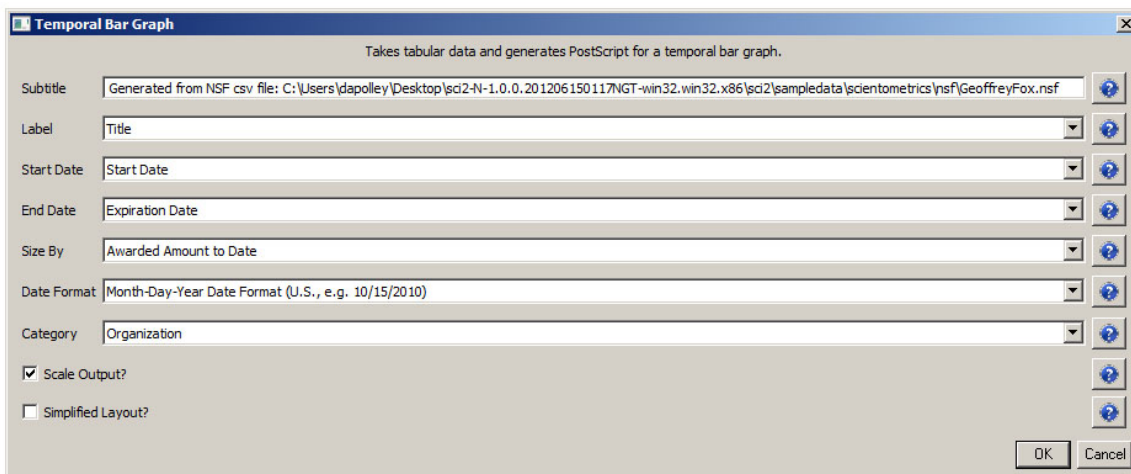 Temporal Bar Graph
Takes tabular data and generates PostScript for a temporal bar graph.
Subtitle Generated from NSF csv file: C:\Users\dapolley\Desktop\sci2-N-1.0.0.201206150117NGT-win32.win32.x86\sci2\sampledata\scientometrics\nsf\GeoffreyFox.nsf
Label Title
Start Date Start Date
End Date Expiration Date
Size By Awarded Amount to Date
Date Format Month-Day-Year Date Format (U.S., e.g. 10/15/2010)
Category Organization
Scale Output?
Simplified Layout?
OK Cancel